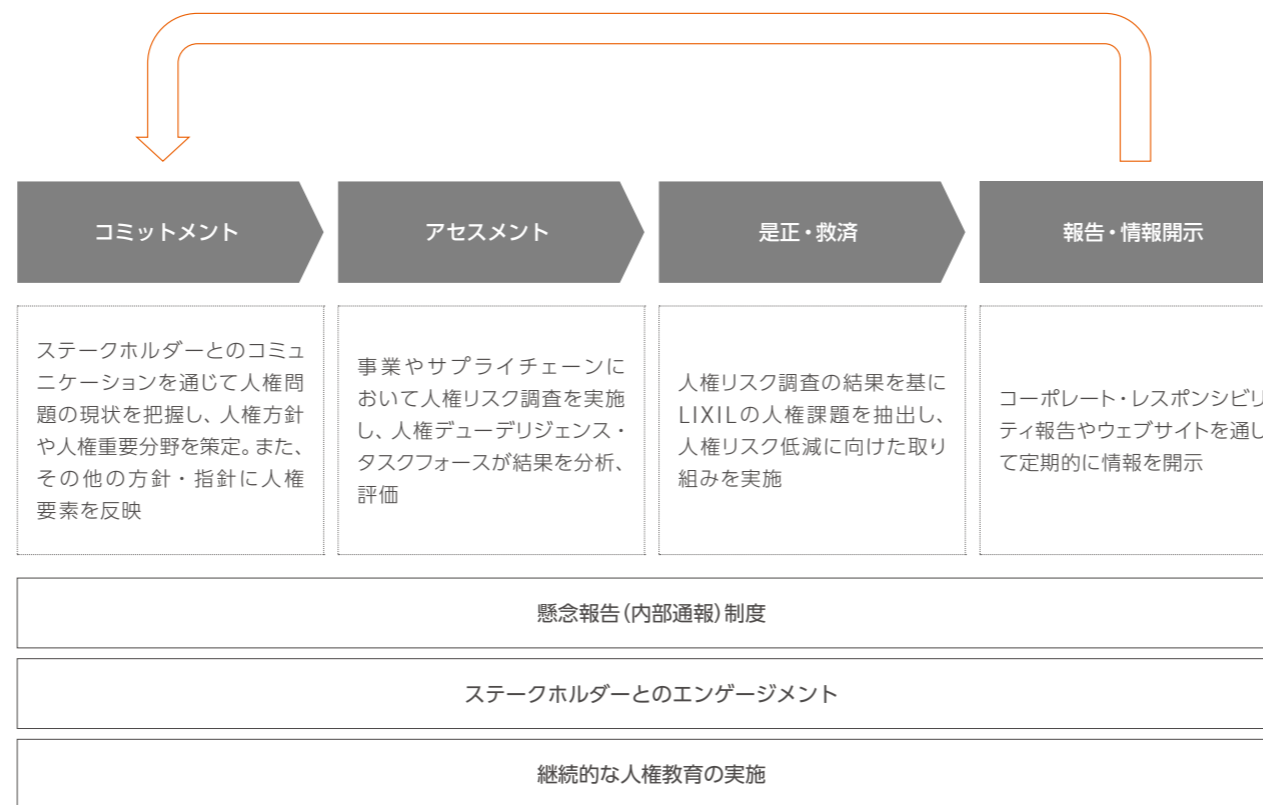 コミットメント
アセスメント
是正・救済
報告・情報開示
ステークホルダーとのコミュ
ニケーションを通じて人権問
題の現状を把握し、人権方針
や人権重要分野を策定。また、
その他の方針・指針に人権
要素を反映
事業やサプライチェーンに
おいて人権リスク調査を実施
し、人権デューデリジェンス・
タスクフォースが結果を分析、
評価
人権リスク調査の結果を基に
LIXILの人権課題を抽出し、
人権リスク低減に向けた取り
組みを実施
コーポレート・レスポンシビリ
ティ報告やウェブサイトを通し
て定期的に情報を開示
懸念報告(内部通報)制度
ステークホルダーとのエンゲージメント
継続的な人権教育の実施